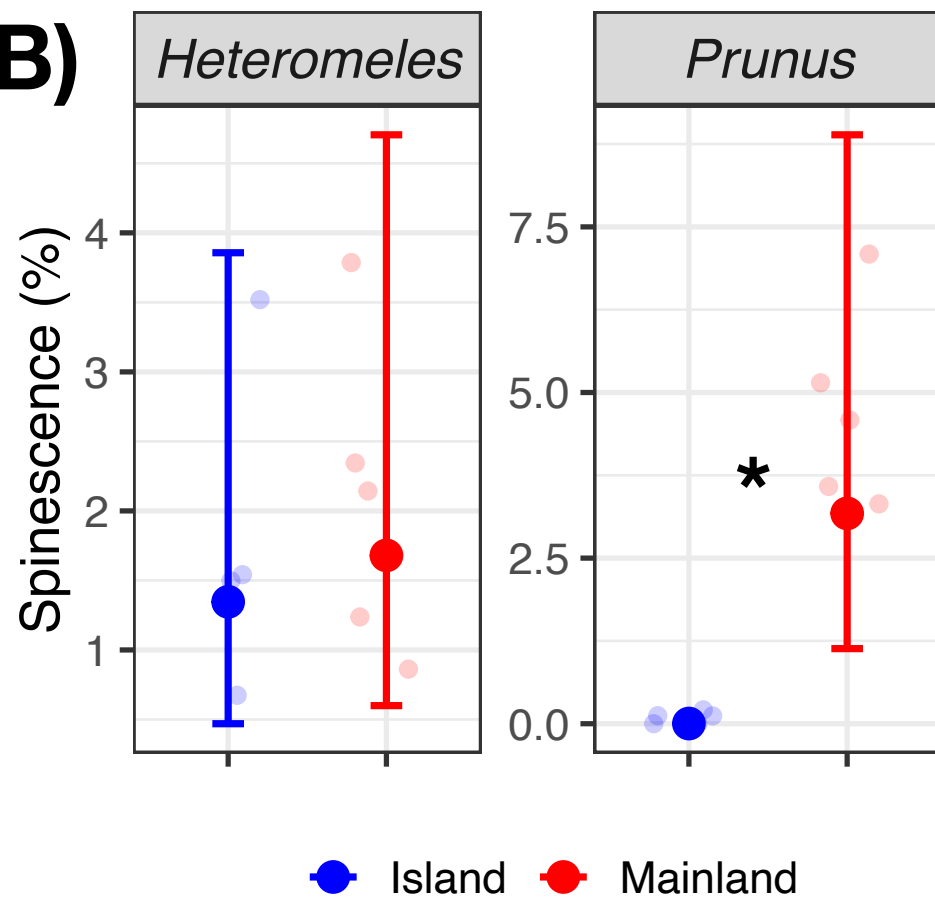 B)
Heteromeles
Prunus
Spinescence (%)
4
3
2
1
7.5
5.0
2.5
0.0
*
Island
Mainland